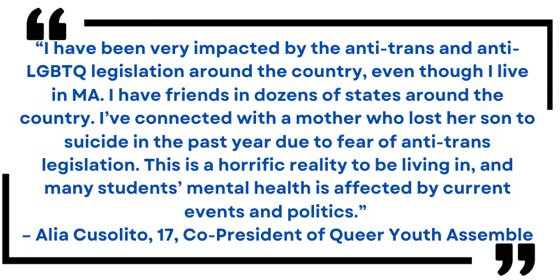 “I have been very impacted by the anti-trans and anti-
LGBTQ legislation around the country, even though I live
in MA. I have friends in dozens of states around the
country. I’ve connected with a mother who lost her son to
suicide in the past year due to fear of anti-trans
legislation. This is a horrific reality to be living in, and
many students’ mental health is affected by current
events and politics.”
– Alia Cusolito, 17, Co-President of Queer Youth Assemble